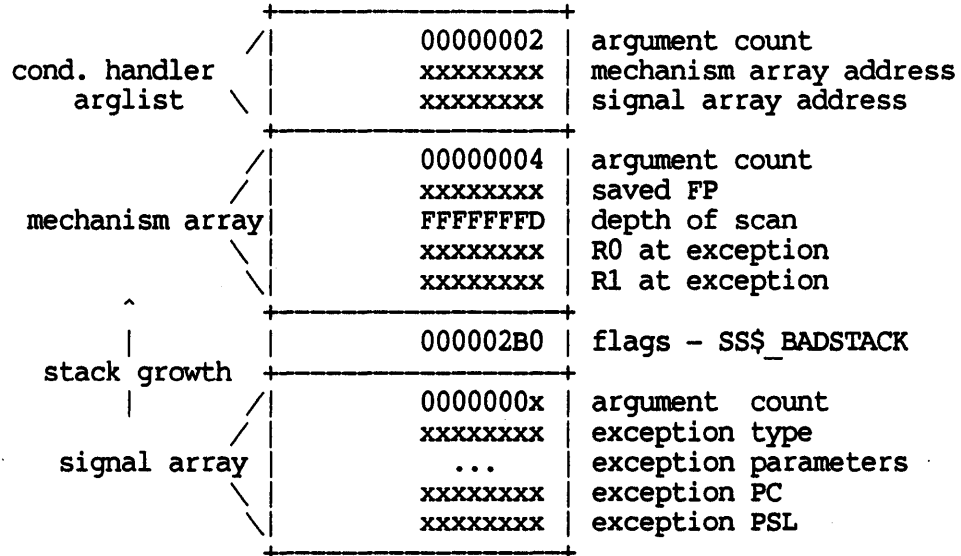 00000002 argument count
cond. handler xxxxxxxx mechanism array address
arglist xxxxxxxx signal array address
00000004 argument count
xxxxxxxx saved FP
mechanism array FFFFFFFD depth of scan
xxxxxxxx R0 at exception
xxxxxxxx R1 at exception
000002B0 flags - SS$_BADSTACK
stack growth
0000000x argument count
xxxxxxxx exception type
signal array ... exception parameters
xxxxxxxx exception PC
xxxxxxxx exception PSL